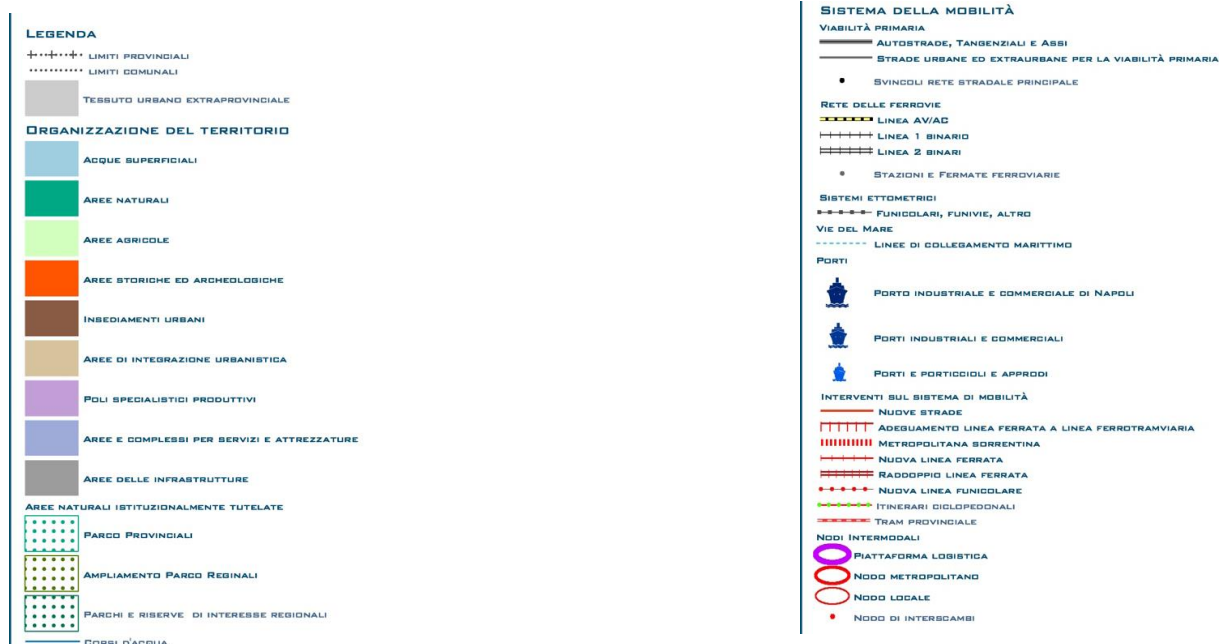 Legenda
limiti provinciali
limiti comunali
Tessuto urbano extraprovinciale
Organizzazione del territorio
Acque superficiali
Aree naturali
Aree agricole
Aree storiche ed archeologiche
Insediamenti urbani
Aree di integrazione urbanistica
Poli specialistici produttivi
Aree e complessi per servizi e attrezzature
Aree delle infrastrutture
Aree naturali istituzionalmente tutelate
Parco Provinciali
Ampliamento Parco Reginali
Parchi e riserve di interesse regionali
Corsi d'acqua
Sistema della mobilità
Viabilità primaria
Autostrade, Tangenziali e Assi
Strade urbane ed extraurbane per la viabilità primaria
Svincoli rete stradale principale
Rete delle ferrovie
Linea AV/AC
Linea 1 binario
Linea 2 binari
Stazioni e Fermate ferroviarie
Sistemi ettometrici
Funicolari, funivie, altro
Vie del Mare
Linee di collegamento marittimo
Porti
Porto industriale e commerciale di Napoli
Porti industriali e commerciali
Porti e porticcioli e approdi
Interventi sul sistema di mobilità
Nuove strade
Adeguamento linea ferrata a linea ferrotramviaria
Metropolitana sorrentina
Nuova linea ferrata
Raddoppio linea ferrata
Nuova linea funicolare
Itinerari ciclopedonali
Tram provinciale
Nodi Intermodali
Piattaforma logistica
Nodo metropolitano
Nodo locale
Nodo di interscambi